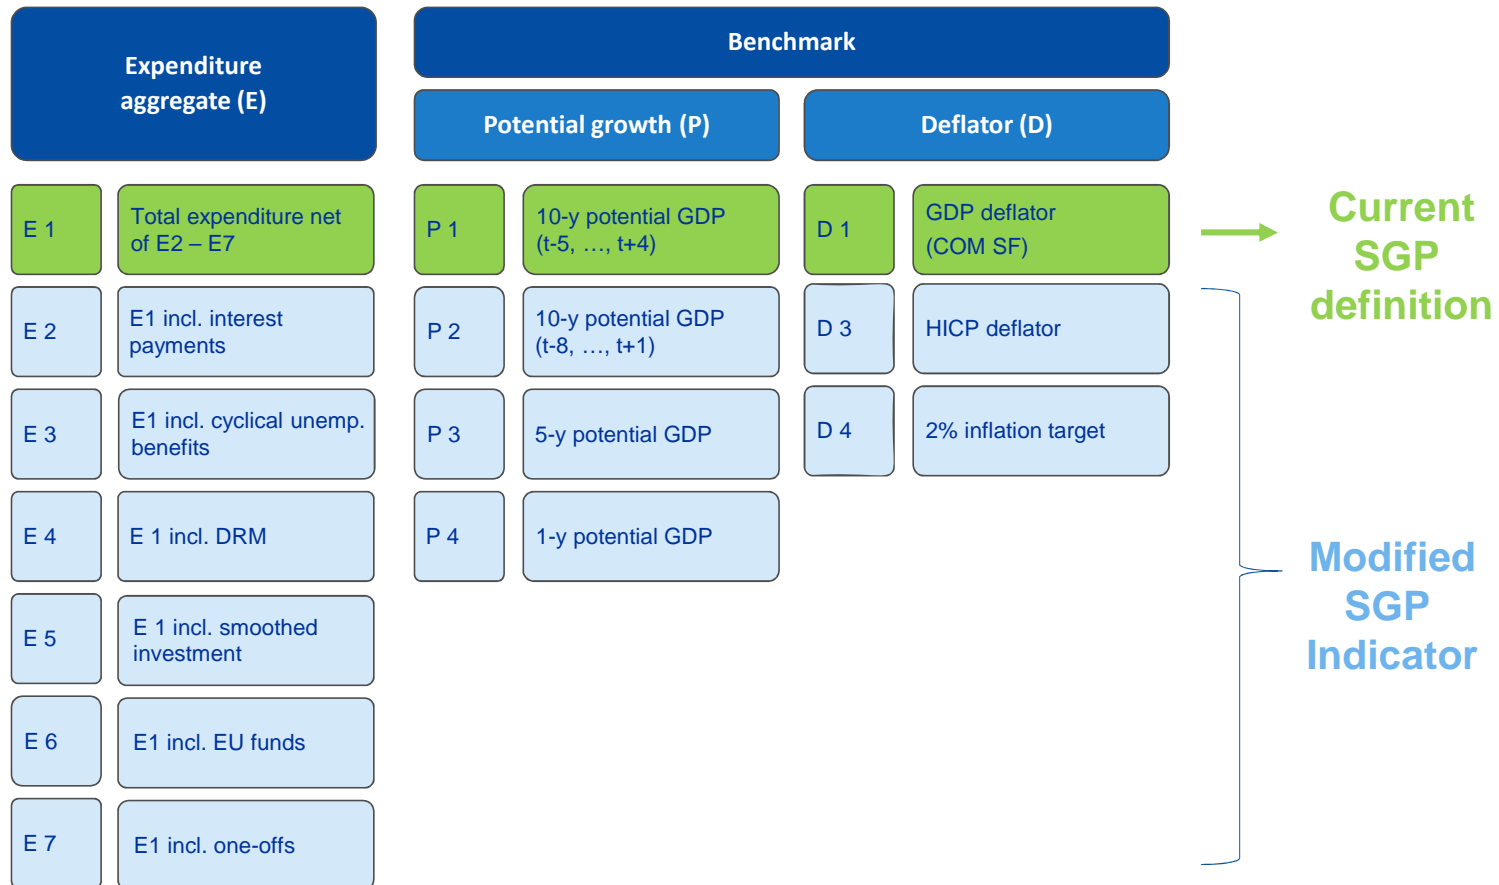 Expenditure
aggregate (E)
Benchmark
Potential growth (P)
Deflator (D)
E 1
Total expenditure net
of E2 – E7
P 1
10-y potential GDP
(t-5, …, t+4)
D 1
GDP deflator
(COM SF)
Current
SGP
definition
E 2
E1 incl. interest
payments
P 2
10-y potential GDP
(t-8, …, t+1)
D 3
HICP deflator
E 3
E1 incl. cyclical unemp.
benefits
P 3
5-y potential GDP
D 4
2% inflation target
E 4
E 1 incl. DRM
P 4
1-y potential GDP
Modified
SGP
Indicator
E 5
E 1 incl. smoothed
investment
E 6
E1 incl. EU funds
E 7
E1 incl. one-offs